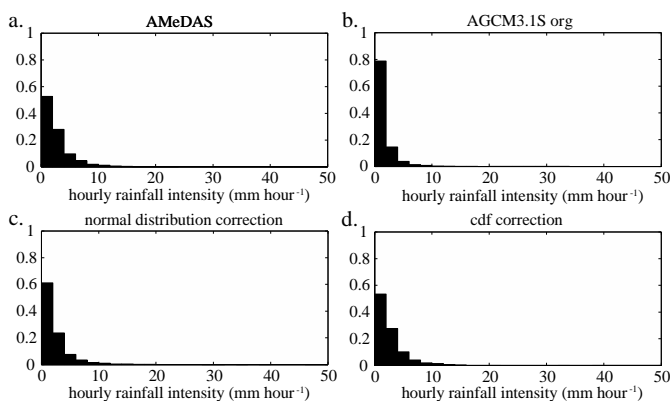 a. AMeDAS
1
0.8
0.6
0.4
0.2
0
0 10 20 30 40 50
hourly rainfall intensity (mm hour⁻¹)
b. AGCM3.1S org
1
0.8
0.6
0.4
0.2
0
0 10 20 30 40 50
hourly rainfall intensity (mm hour⁻¹)
c. normal distribution correction
1
0.8
0.6
0.4
0.2
0
0 10 20 30 40 50
hourly rainfall intensity (mm hour⁻¹)
d. cdf correction
1
0.8
0.6
0.4
0.2
0
0 10 20 30 40 50
hourly rainfall intensity (mm hour⁻¹)